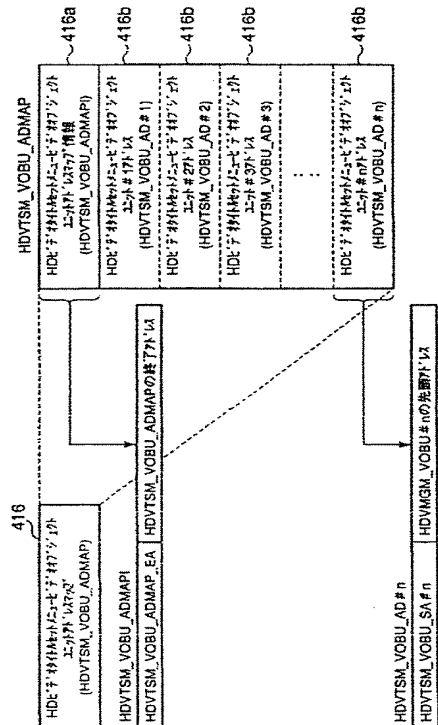 416
HDビデオタイトルセットメニュービデオオブジェクト
ユニットアドレスマップ
(HDVTSM_VOBU_ADMAP)
HDVTSM_VOBU_ADMAPI
HDVTSM_VOBU_ADMAP_EA
HDVTSM_VOBU_ADMAPの終了アドレス
HDVTSM_VOBU_AD#n
HDVTSM_VOBU_SA#n
HDVMGM_VOBU#nの先頭アドレス
HDVTSM_VOBU_ADMAP
HDビデオタイトルセットメニュービデオオブジェクト
ユニットアドレスマップ情報
(HDVTSM_VOBU_ADMAPI)
416a
HDビデオタイトルセットメニュービデオオブジェクト
ユニット#1アドレス
(HDVTSM_VOBU_AD#1)
416b
HDビデオタイトルセットメニュービデオオブジェクト
ユニット#2アドレス
(HDVTSM_VOBU_AD#2)
416b
HDビデオタイトルセットメニュービデオオブジェクト
ユニット#3アドレス
(HDVTSM_VOBU_AD#3)
416b
HDビデオタイトルセットメニュービデオオブジェクト
ユニット#nアドレス
(HDVTSM_VOBU_AD#n)
416b